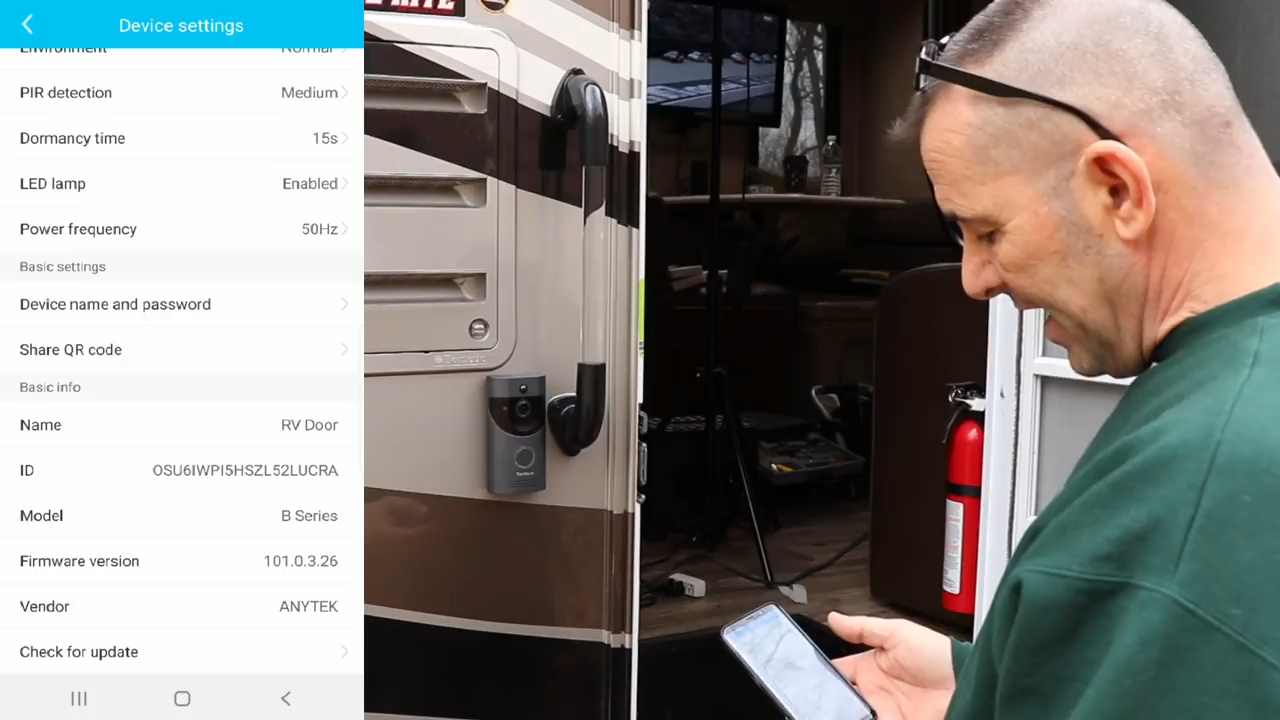 Device settings
Environment Normal
PIR detection Medium
Dormancy time 15s
LED lamp Enabled
Power frequency 50Hz
Basic settings
Device name and password
Share QR code
Basic info
Name RV Door
ID OSU6IWPI5HSZL52LUCRA
Model B Series
Firmware version 101.0.3.26
Vendor ANYTEK
Check for update